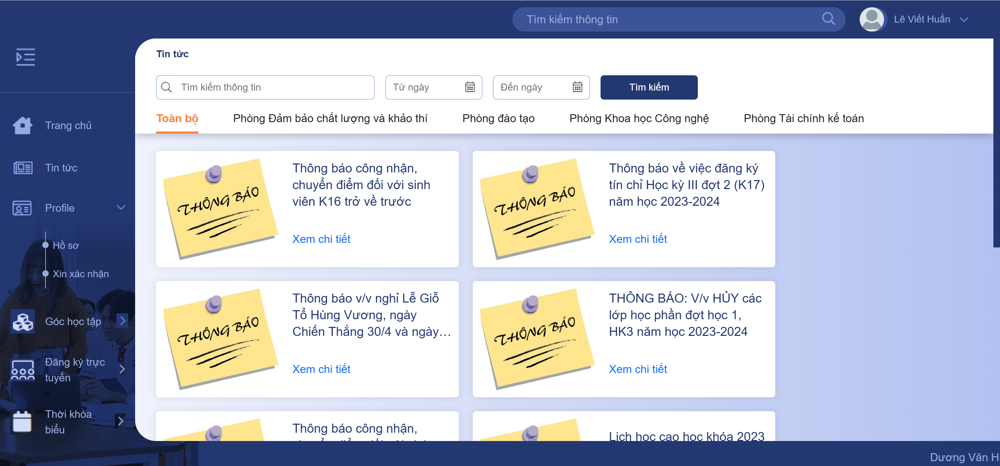 Tìm kiếm thông tin
Lê Viết Huấn
Tin tức
Tìm kiếm thông tin
Từ ngày
Đến ngày
Tìm kiếm
Toàn bộ
Phòng Đảm bảo chất lượng và khảo thí
Phòng đào tạo
Phòng Khoa học Công nghệ
Phòng Tài chính kế toán
Trang chủ
Tin tức
Profile
Hồ sơ
Xin xác nhận
Góc học tập
Đăng ký trực
tuyến
Thời khóa
biểu
THÔNG BÁO
Thông báo công nhận,
chuyển điểm đối với sinh
viên K16 trở về trước
Xem chi tiết
THÔNG BÁO
Thông báo về việc đăng ký
tín chỉ Học kỳ III đợt 2 (K17)
năm học 2023-2024
Xem chi tiết
THÔNG BÁO
Thông báo v/v nghỉ Lễ Giỗ
Tổ Hùng Vương, ngày
Chiến Thắng 30/4 và ngày...
Xem chi tiết
THÔNG BÁO
THÔNG BÁO: V/v HỦY các
lớp học phần đợt học 1,
HK3 năm học 2023-2024
Xem chi tiết
Thông báo công nhận,
Lịch học cao học khóa 2023
Dương Văn H